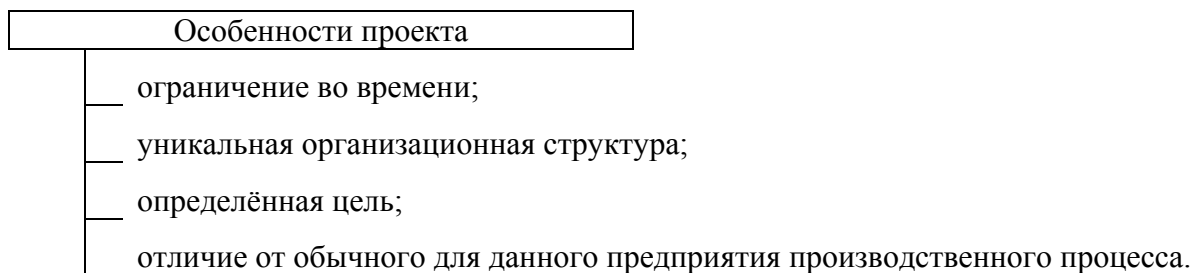 Особенности проекта
ограничение во времени;
уникальная организационная структура;
определённая цель;
отличие от обычного для данного предприятия производственного процесса.